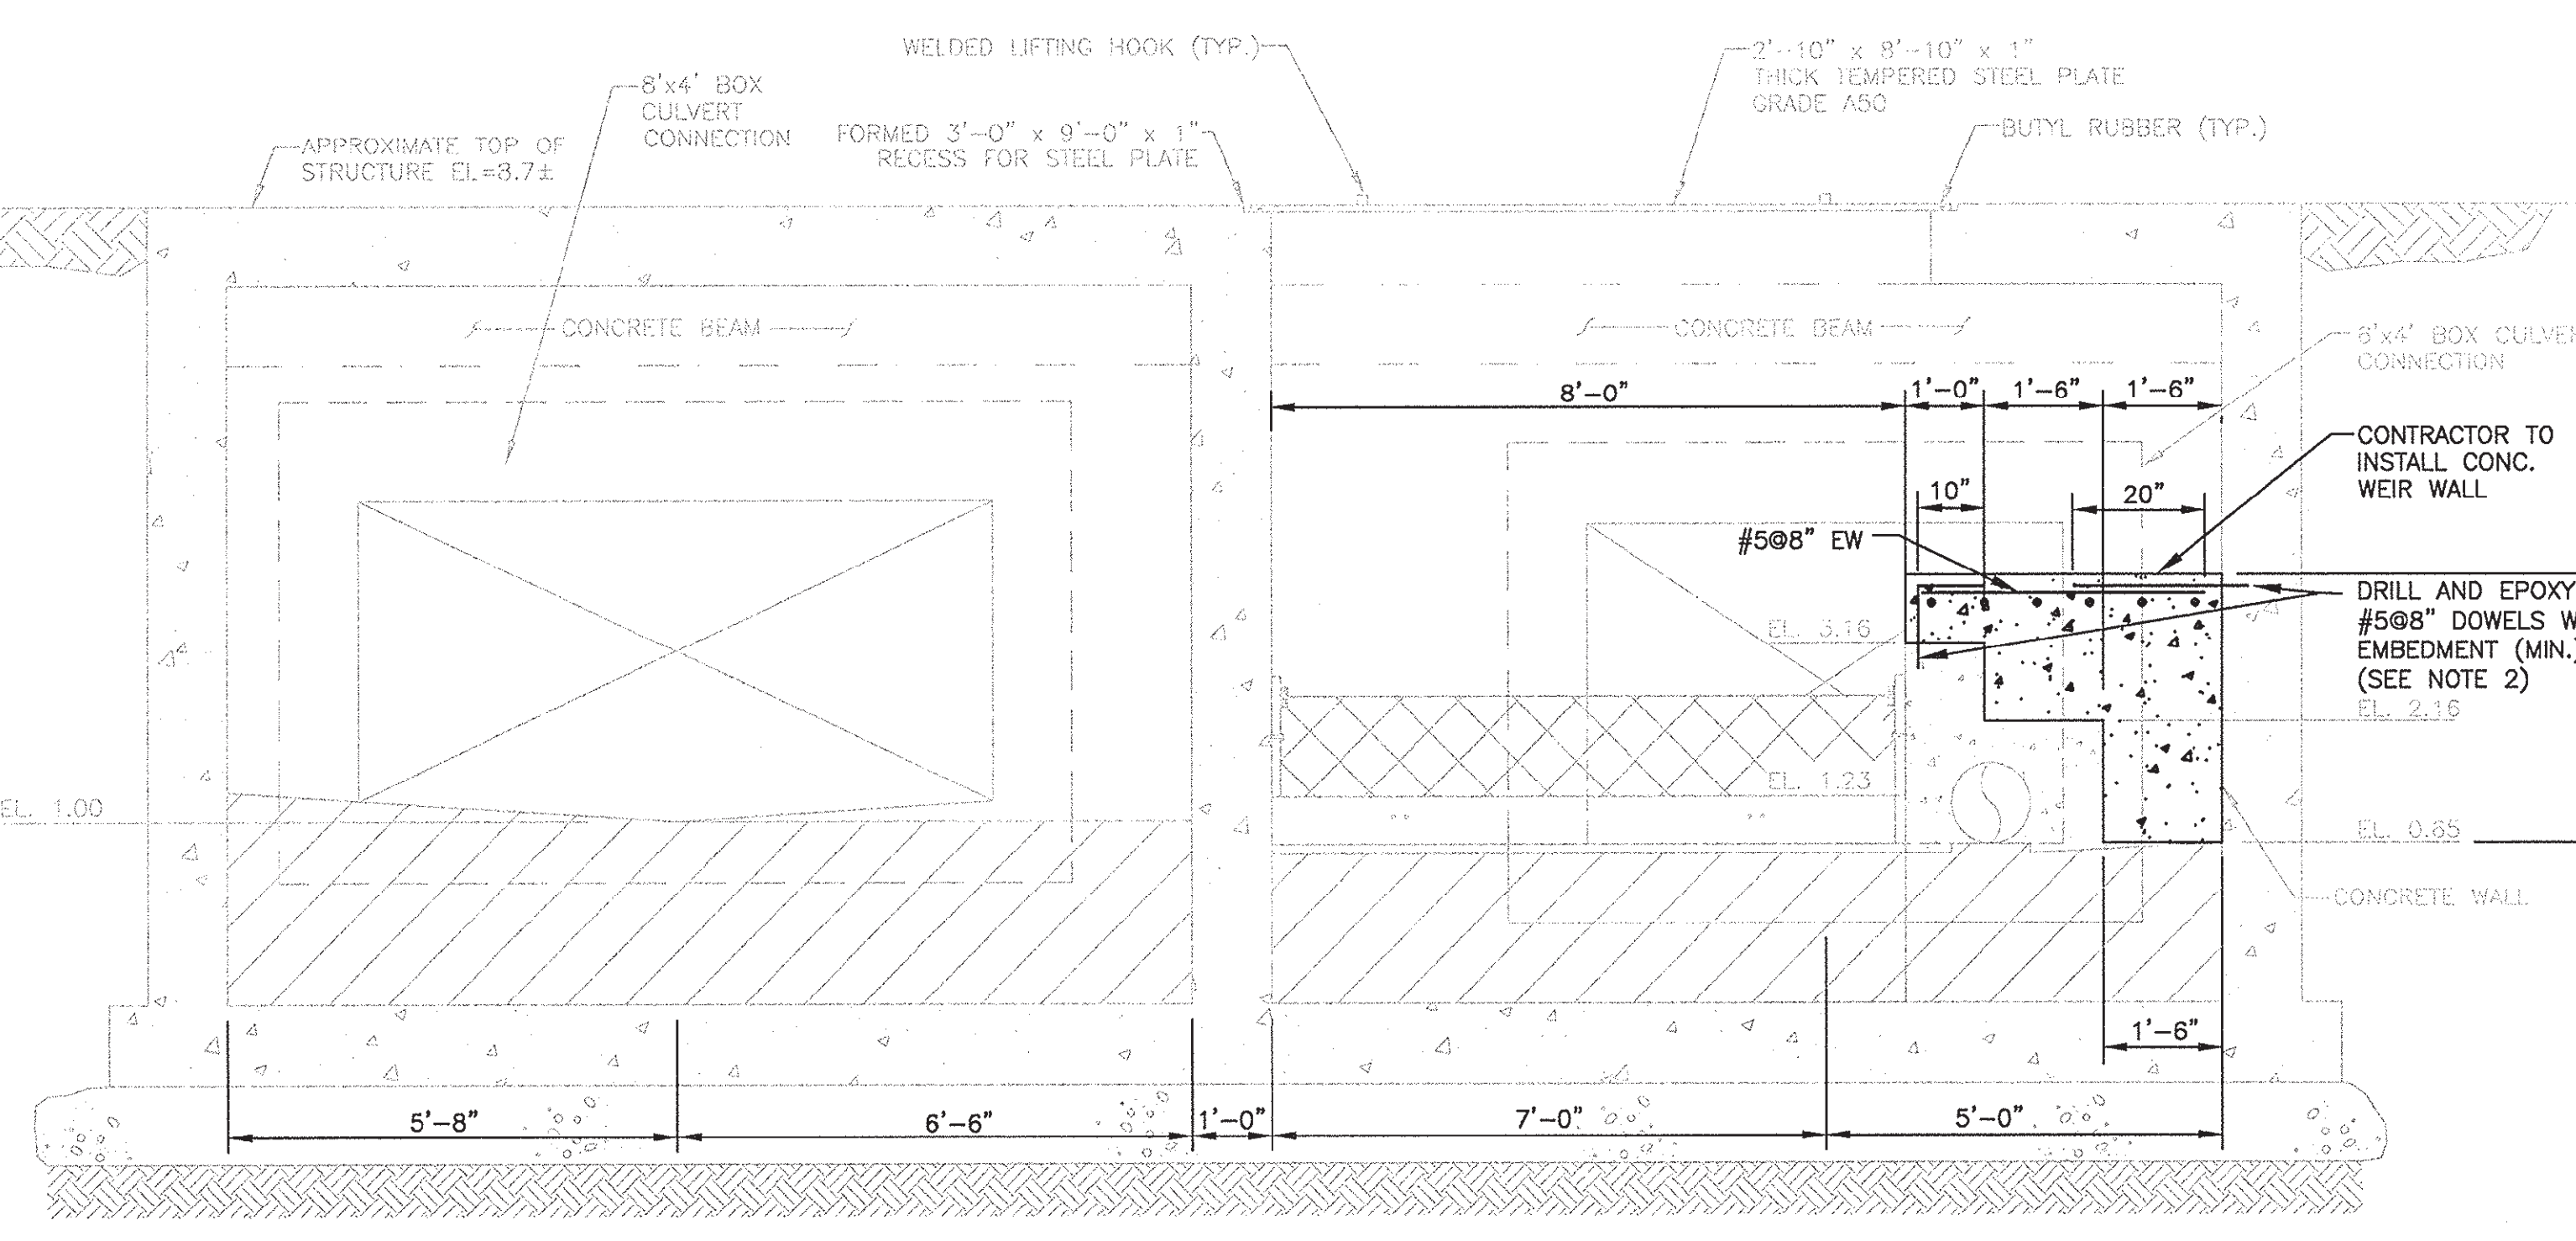 WELDED LIFTING HOOK (TYP.)
2'-10" x 8'-10" x 1"
THICK TEMPERED STEEL PLATE
GRADE A50
8'x4' BOX
CULVERT
CONNECTION
FORMED 3'-0" x 9'-0" x 1"
RECESS FOR STEEL PLATE
BUTYL RUBBER (TYP.)
APPROXIMATE TOP OF
STRUCTURE EL=8.7±
CONCRETE BEAM
CONCRETE BEAM
6'x4' BOX
CONNECTION
8'-0"
1'-0"
1'-6"
1'-6"
CONTRACTOR TO
INSTALL CONC.
WEIR WALL
10"
20"
#5@8" EW
DRILL AND EPOXY
#5@8" DOWELS
EMBEDMENT (MIN.)
(SEE NOTE 2)
EL. 3.16
EL. 2.16
EL. 1.23
EL. 1.00
EL. 0.65
CONCRETE WALL
1'-6"
5'-8"
6'-6"
1'-0"
7'-0"
5'-0"